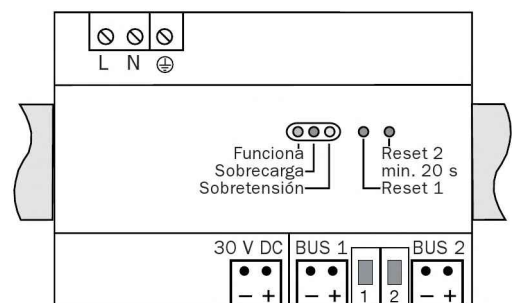 L N
Funciona
Sobrecarga
Sobretensión
Reset 2
min. 20 s
Reset 1
30 V DC BUS 1 BUS 2
- + - + 1 2 - +